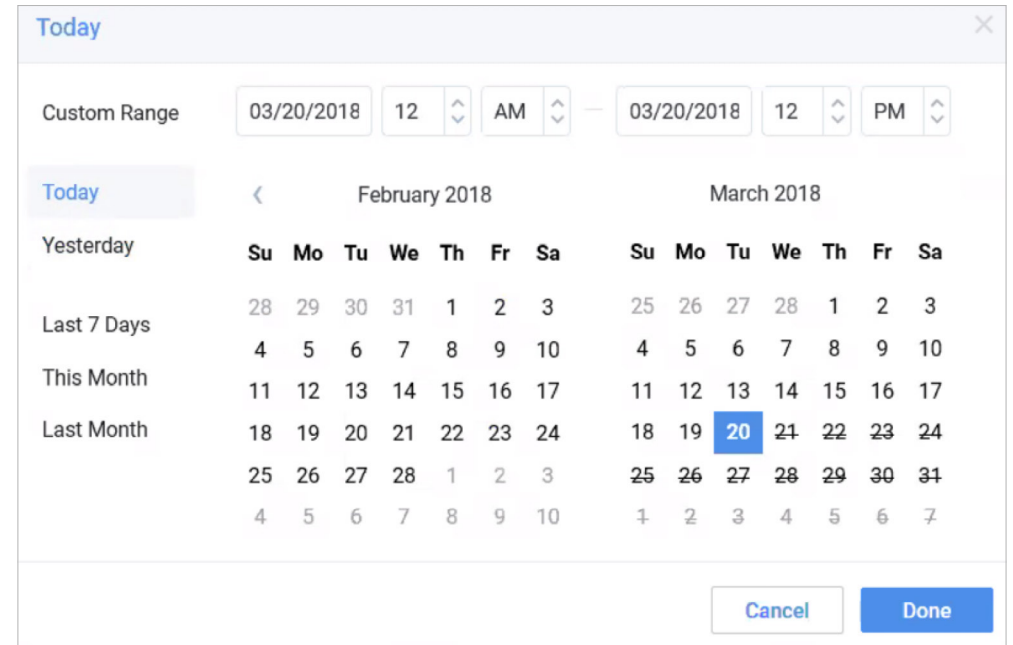 Today
Custom Range 03/20/2018 12 AM — 03/20/2018 12 PM
Today
Yesterday
Last 7 Days
This Month
Last Month
February 2018
Su Mo Tu We Th Fr Sa
28 29 30 31 1 2 3
4 5 6 7 8 9 10
11 12 13 14 15 16 17
18 19 20 21 22 23 24
25 26 27 28 1 2 3
4 5 6 7 8 9 10
March 2018
Su Mo Tu We Th Fr Sa
25 26 27 28 1 2 3
4 5 6 7 8 9 10
11 12 13 14 15 16 17
18 19 20 21 22 23 24
25 26 27 28 29 30 31
1 2 3 4 5 6 7
Cancel Done